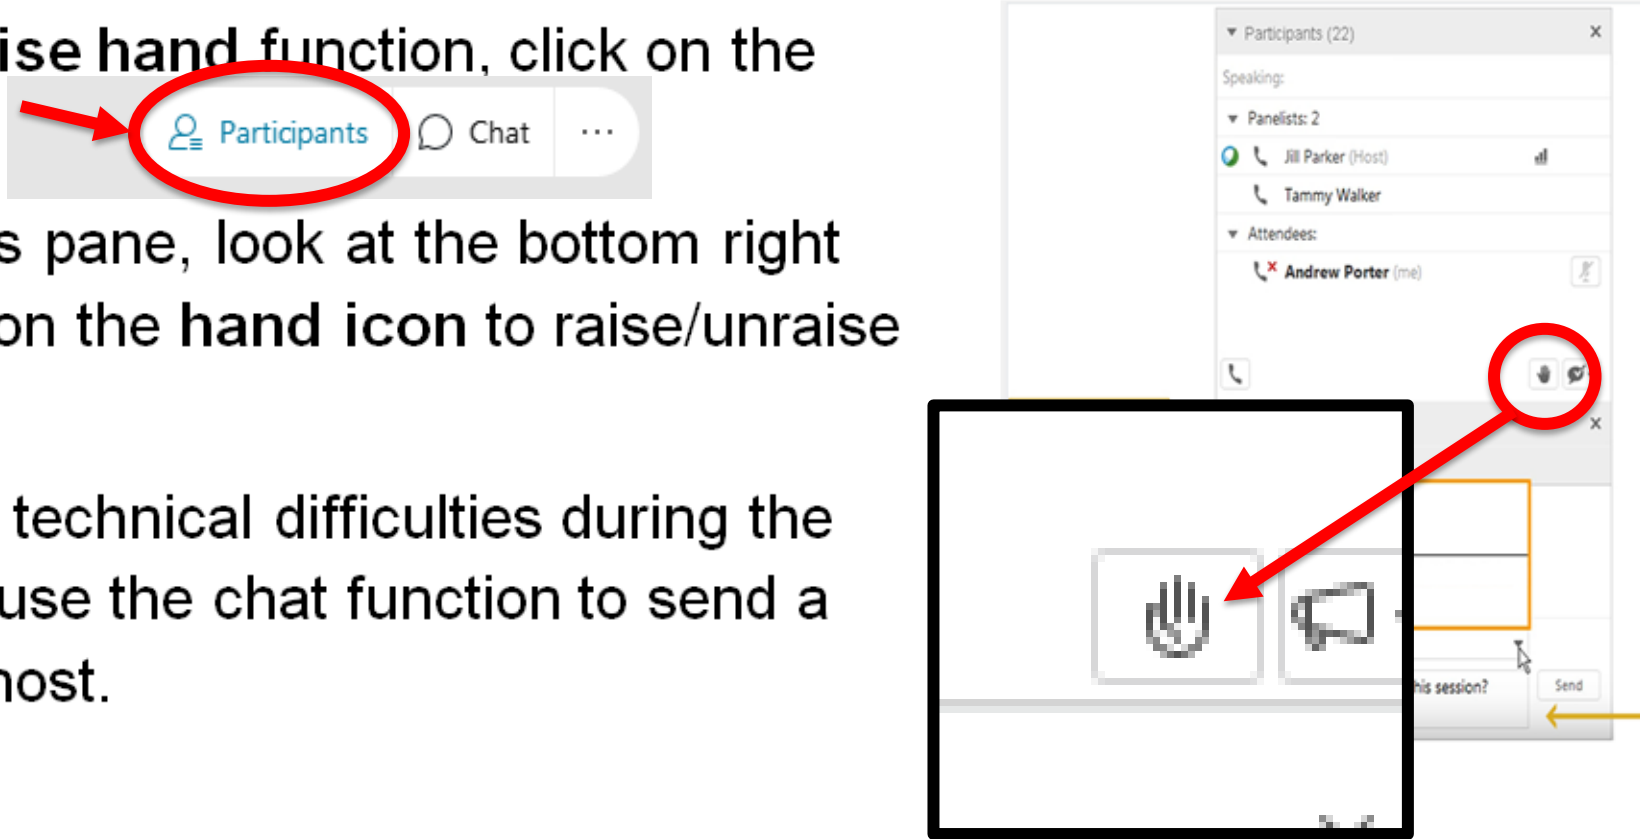 ise hand function, click on the
Participants Chat ...
s pane, look at the bottom right
on the hand icon to raise/unraise
technical difficulties during the
use the chat function to send a
host.
▾ Participants (22) x
Speaking:
▾ Panelists: 2
Jill Parker (Host)
Tammy Walker
▾ Attendees:
Andrew Porter (me)
x
his session?
Send